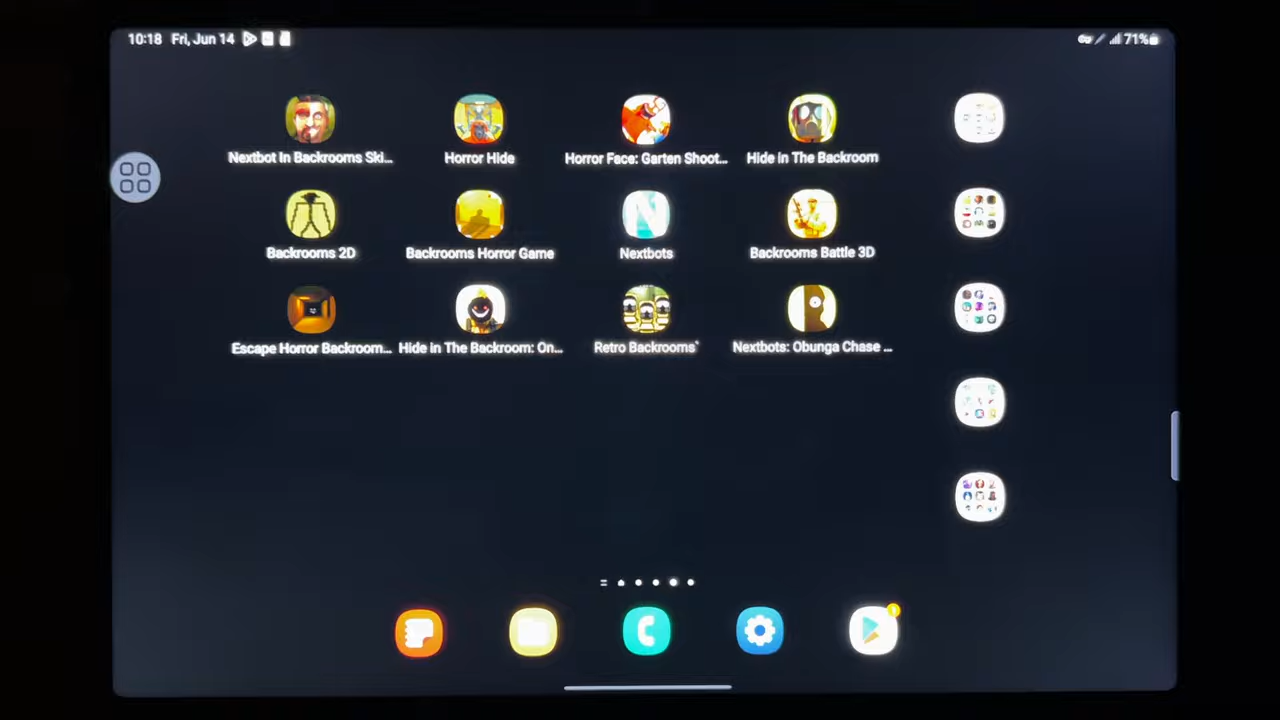 10:18 Fri, Jun 14 71%
Nextbot In Backrooms Ski...
Horror Hide
Horror Face: Garten Shoot...
Hide in The Backroom
Backrooms 2D
Backrooms Horror Game
Nextbots
Backrooms Battle 3D
Escape Horror Backroom...
Hide in The Backroom: On...
Retro Backrooms`
Nextbots: Obunga Chase ...